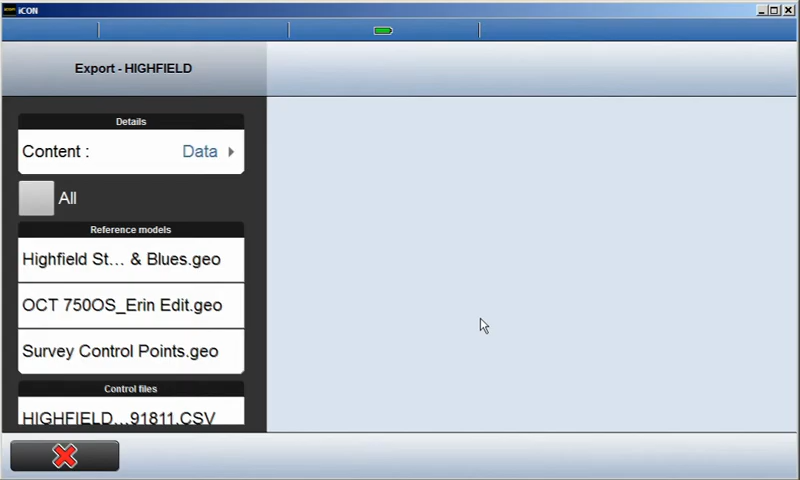 iCON
Export - HIGHFIELD
Details
Content : Data
All
Reference models
Highfield St... & Blues.geo
OCT 750OS_Erin Edit.geo
Survey Control Points.geo
Control files
HIGHFIELD...91811.CSV